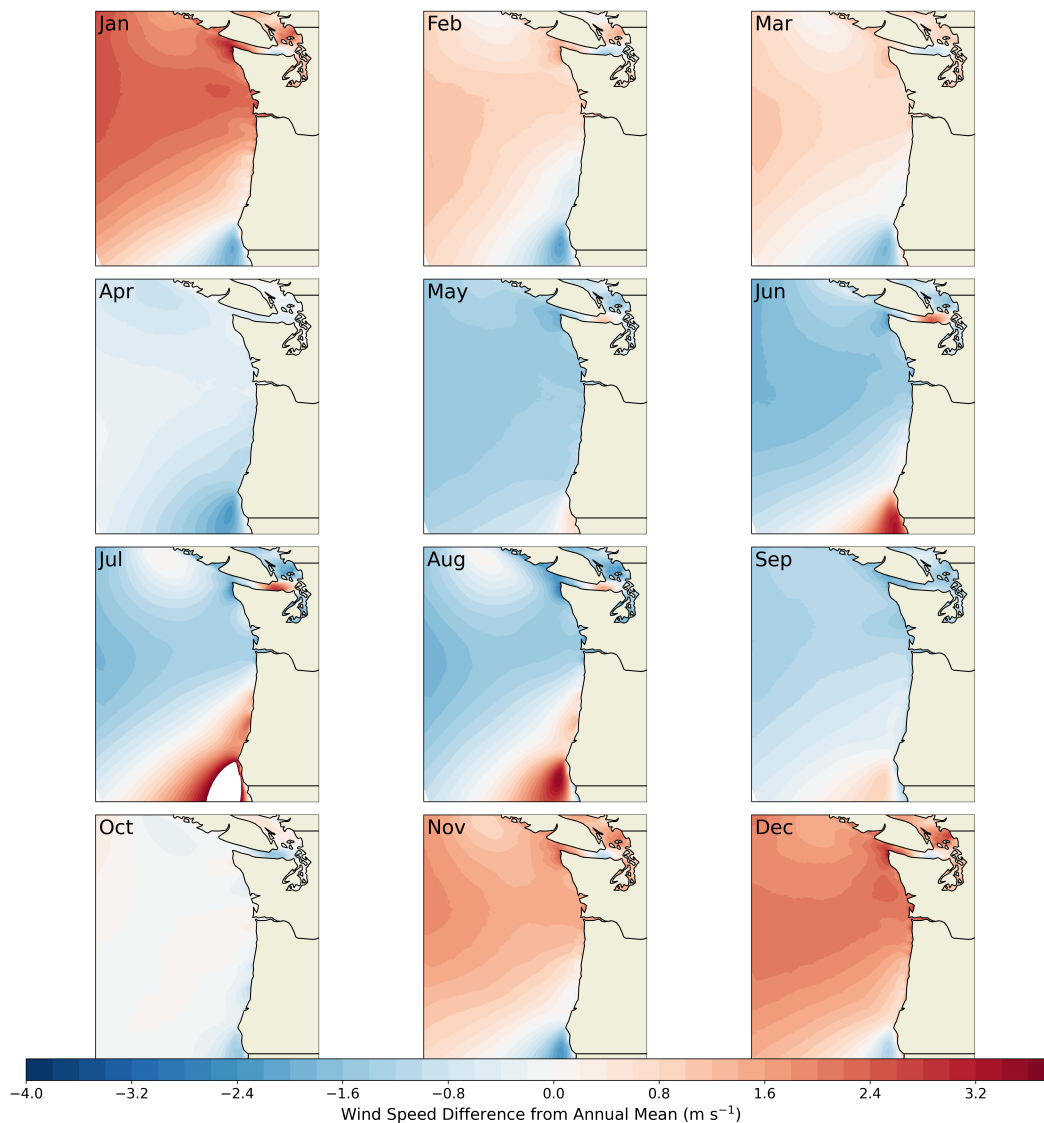 Jan Feb Mar
Apr May Jun
Jul Aug Sep
Oct Nov Dec
−4.0 −3.2 −2.4 −1.6 −0.8 0.0 0.8 1.6 2.4 3.2
Wind Speed Difference from Annual Mean (m s⁻¹)